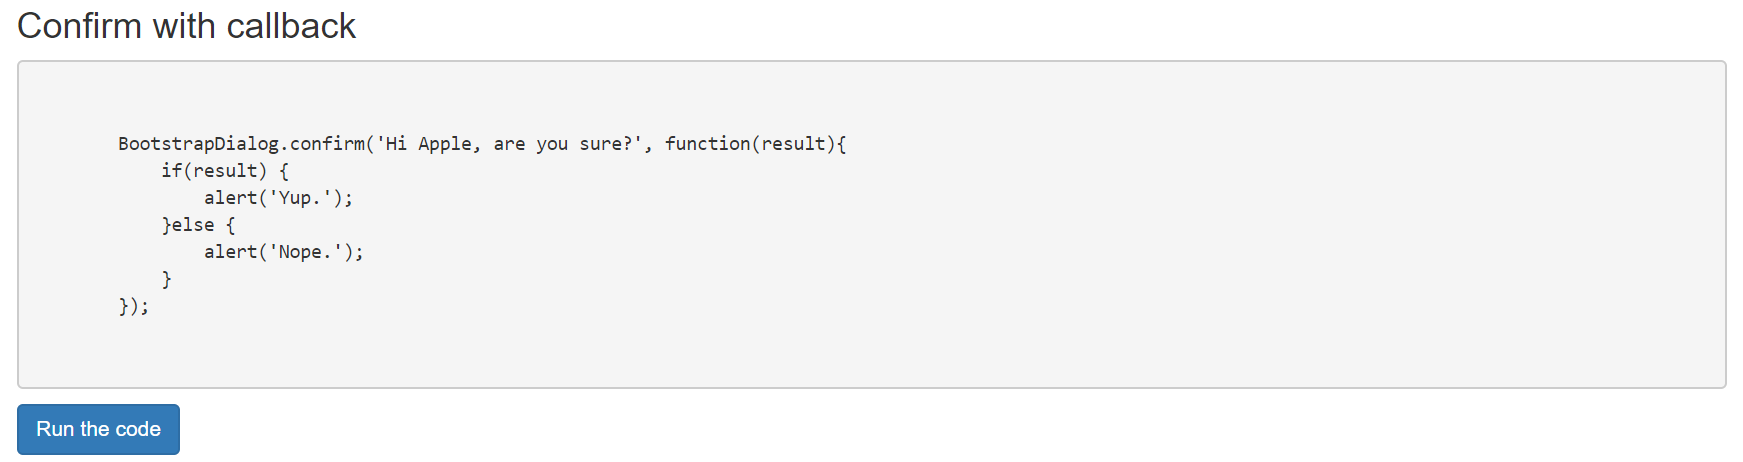 Confirm with callback
BootstrapDialog.confirm('Hi Apple, are you sure?', function(result){
    if(result) {
        alert('Yup.');
    }else {
        alert('Nope.');
    }
});
Run the code